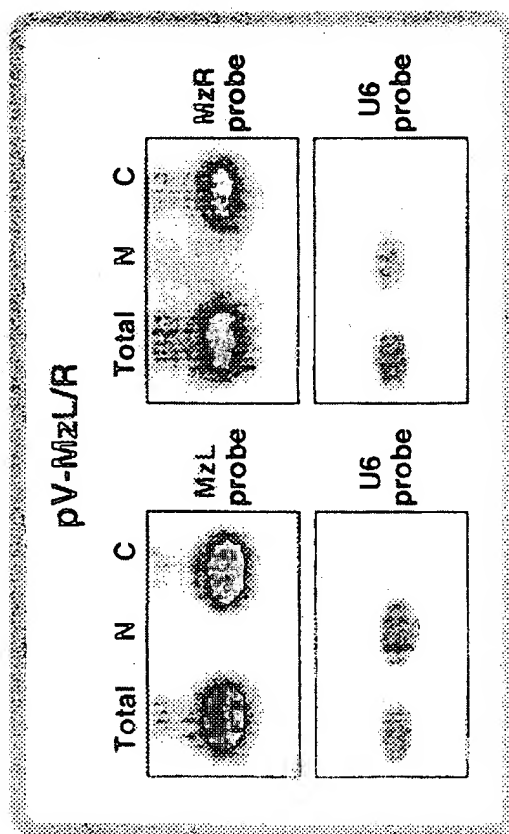 pV-MzL/R
Total N C
MzL
probe
U6
probe
Total N C
MzR
probe
U6
probe